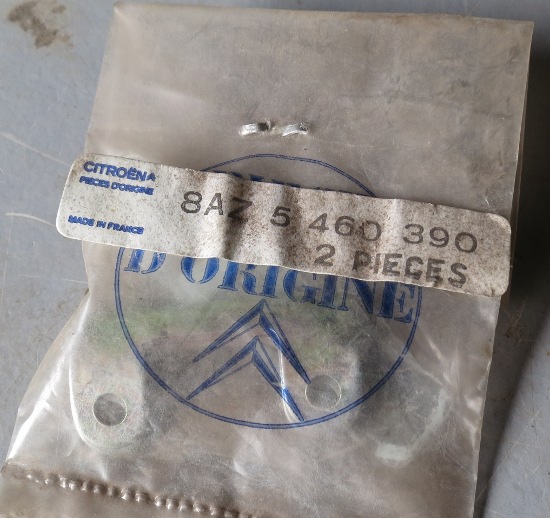 CITROËN
PIECES D'ORIGINE
8AZ 5 460 390
MADE IN FRANCE
2 PIECES
D'ORIGINE